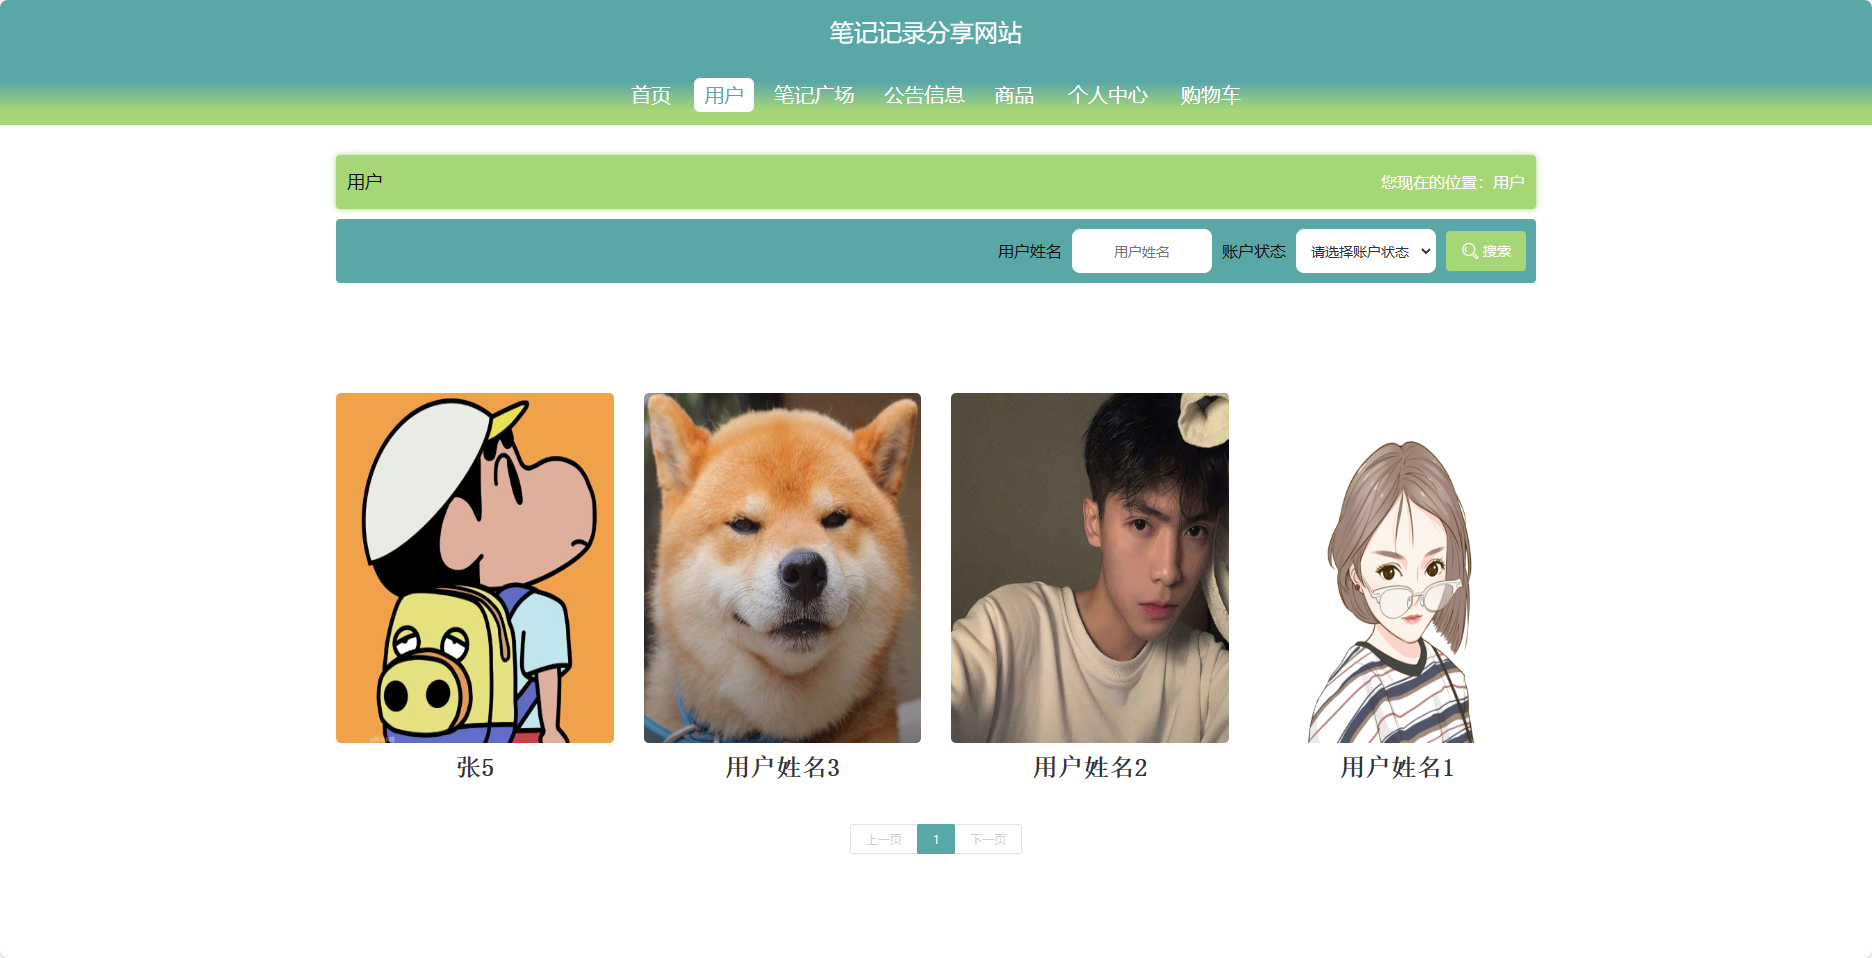 笔记记录分享网站
首页 用户 笔记广场 公告信息 商品 个人中心 购物车
用户 您现在的位置：用户
用户姓名 用户姓名 账户状态 请选择账户状态 搜索
张5 用户姓名3 用户姓名2 用户姓名1
上一页 1 下一页